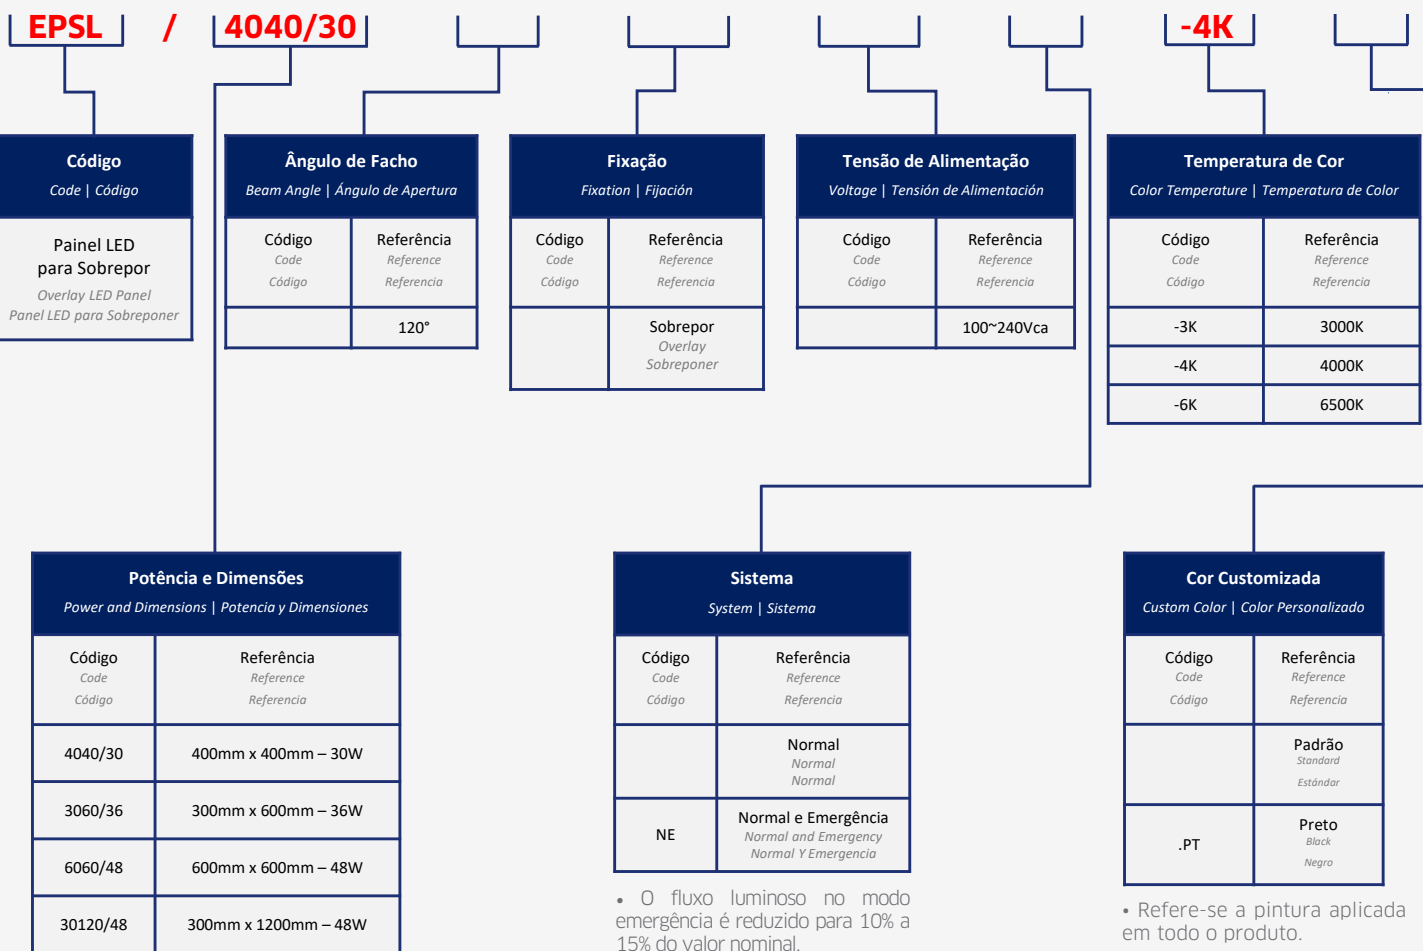 EPSL / 4040/30 -4K
Código
Code | Código
Painel LED
para Sobrepor
Overlay LED Panel
Panel LED para Sobreponer
Ângulo de Facho
Beam Angle | Ángulo de Apertura
Código Referência
Code Reference
Código Referencia
120°
Fixação
Fixation | Fijación
Código Referência
Code Reference
Código Referencia
Sobrepor
Overlay
Sobreponer
Tensão de Alimentação
Voltage | Tensión de Alimentación
Código Referência
Code Reference
Código Referencia
100~240Vca
Temperatura de Cor
Color Temperature | Temperatura de Color
Código Referência
Code Reference
Código Referencia
-3K 3000K
-4K 4000K
-6K 6500K
Potência e Dimensões
Power and Dimensions | Potencia y Dimensiones
Código Referência
Code Reference
Código Referencia
4040/30 400mm x 400mm – 30W
3060/36 300mm x 600mm – 36W
6060/48 600mm x 600mm – 48W
30120/48 300mm x 1200mm – 48W
Sistema
System | Sistema
Código Referência
Code Reference
Código Referencia
Normal
Normal
Normal
NE Normal e Emergência
Normal and Emergency
Normal Y Emergencia
• O fluxo luminoso no modo
emergência é reduzido para 10% a
15% do valor nominal.
Cor Customizada
Custom Color | Color Personalizado
Código Referência
Code Reference
Código Referencia
Padrão
Standard
Estándar
.PT Preto
Black
Negro
• Refere-se a pintura aplicada
em todo o produto.